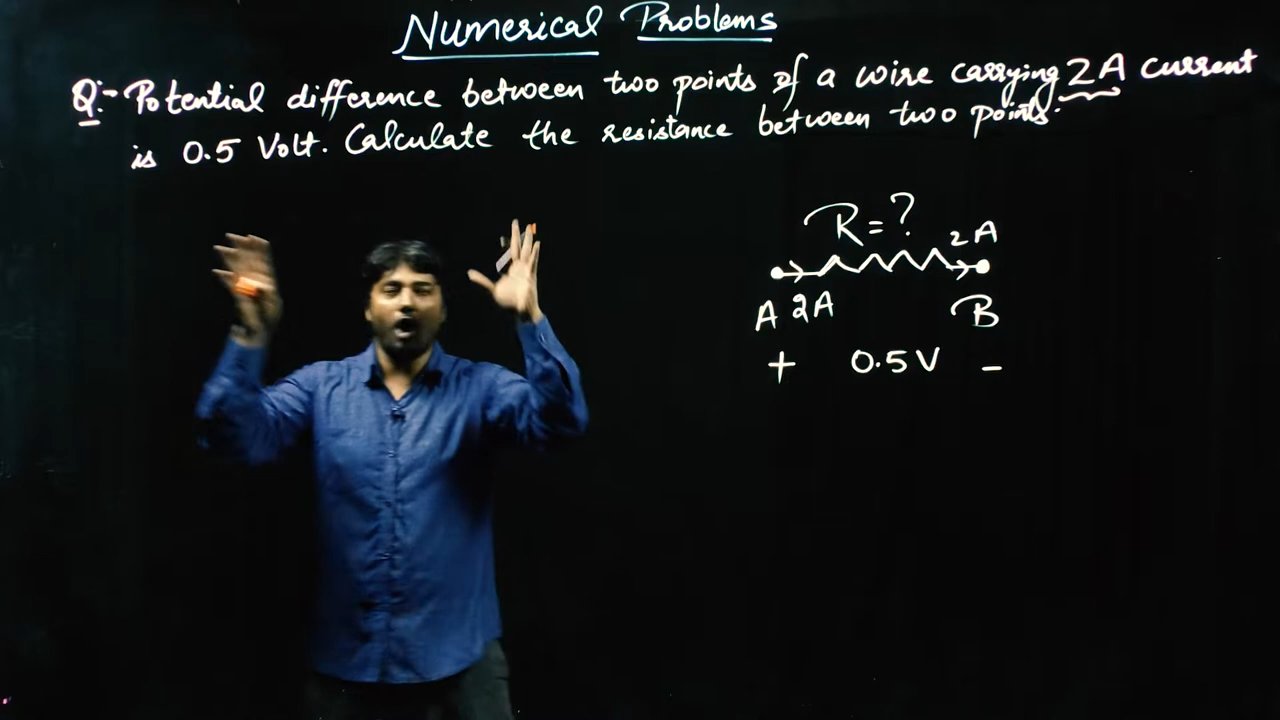 Numerical Problems
Q:- Potential difference between two points of a wire carrying 2A current
is 0.5 Volt. Calculate the resistance between two points.
R = ?
2A
A 2A B
+ 0.5V -